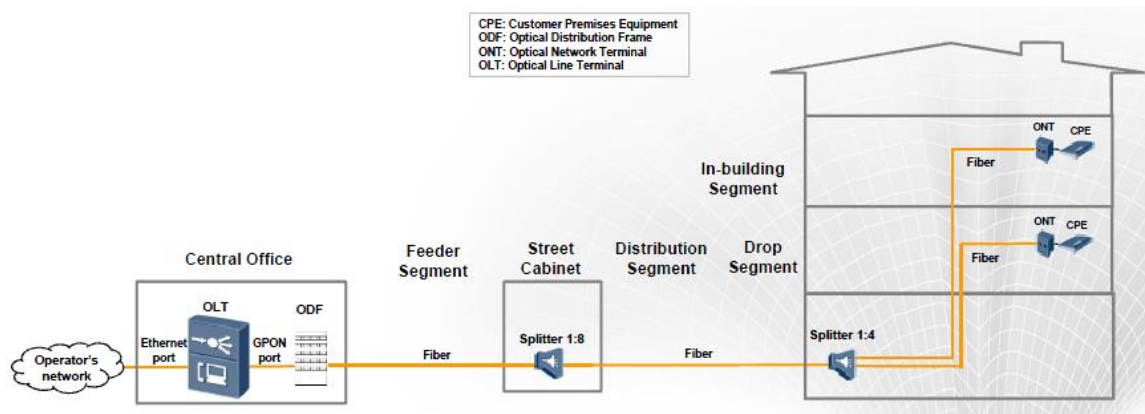 CPE: Customer Premises Equipment
ODF: Optical Distribution Frame
ONT: Optical Network Terminal
OLT: Optical Line Terminal
ONT
CPE
Fiber
In-building
Segment
ONT
CPE
Fiber
Central Office
Feeder
Segment
Street
Cabinet
Distribution
Segment
Drop
Segment
OLT
ODF
Ethernet
port
GPON
port
Splitter 1:8
Splitter 1:4
Fiber
Fiber
Operator's
network